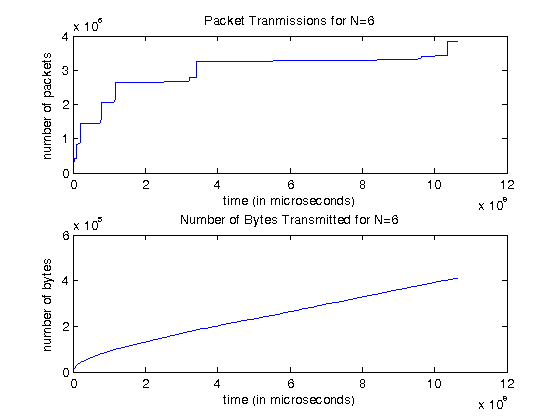 Packet Tranmissions for N=6
x 10^6
4
3
2
1
0
number of packets
0 2 4 6 8 10 12
time (in microseconds)
x 10^9
Number of Bytes Transmitted for N=6
x 10^5
6
4
2
0
number of bytes
0 2 4 6 8 10 12
time (in microseconds)
x 10^9